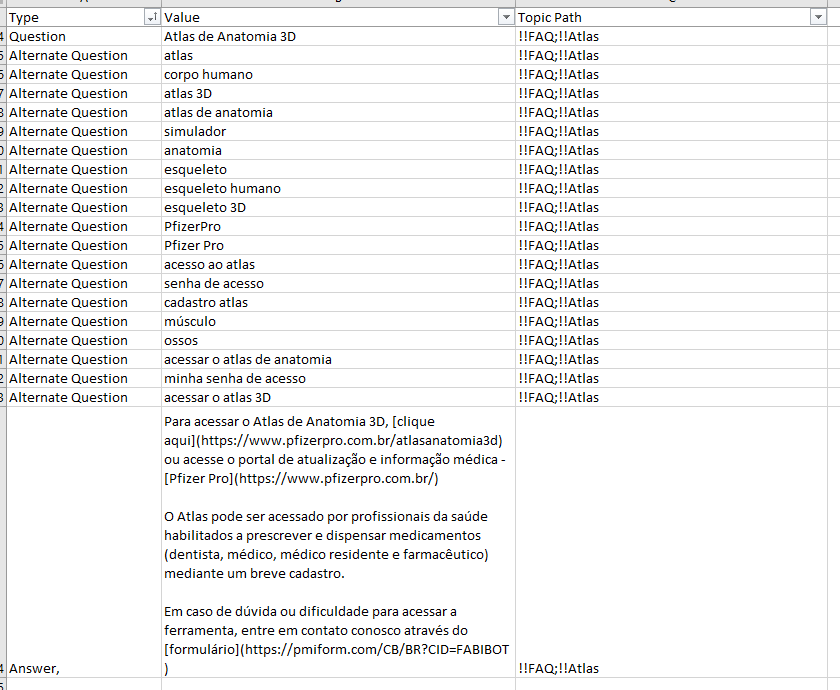 Type Value Topic Path
Question Atlas de Anatomia 3D !!FAQ;!!Atlas
Alternate Question atlas !!FAQ;!!Atlas
Alternate Question corpo humano !!FAQ;!!Atlas
Alternate Question atlas 3D !!FAQ;!!Atlas
Alternate Question atlas de anatomia !!FAQ;!!Atlas
Alternate Question simulador !!FAQ;!!Atlas
Alternate Question anatomia !!FAQ;!!Atlas
Alternate Question esqueleto !!FAQ;!!Atlas
Alternate Question esqueleto humano !!FAQ;!!Atlas
Alternate Question esqueleto 3D !!FAQ;!!Atlas
Alternate Question PfizerPro !!FAQ;!!Atlas
Alternate Question Pfizer Pro !!FAQ;!!Atlas
Alternate Question acesso ao atlas !!FAQ;!!Atlas
Alternate Question senha de acesso !!FAQ;!!Atlas
Alternate Question cadastro atlas !!FAQ;!!Atlas
Alternate Question músculo !!FAQ;!!Atlas
Alternate Question ossos !!FAQ;!!Atlas
Alternate Question acessar o atlas de anatomia !!FAQ;!!Atlas
Alternate Question minha senha de acesso !!FAQ;!!Atlas
Alternate Question acessar o atlas 3D !!FAQ;!!Atlas
Para acessar o Atlas de Anatomia 3D, [clique
aqui](https://www.pfizerpro.com.br/atlasanatomia3d)
ou acesse o portal de atualização e informação médica -
[Pfizer Pro](https://www.pfizerpro.com.br/)
O Atlas pode ser acessado por profissionais da saúde
habilitados a prescrever e dispensar medicamentos
(dentista, médico, médico residente e farmacêutico)
mediante um breve cadastro.
Em caso de dúvida ou dificuldade para acessar a
ferramenta, entre em contato conosco através do
[formulário](https://pmiform.com/CB/BR?CID=FABIBOT
Answer, ) !!FAQ;!!Atlas